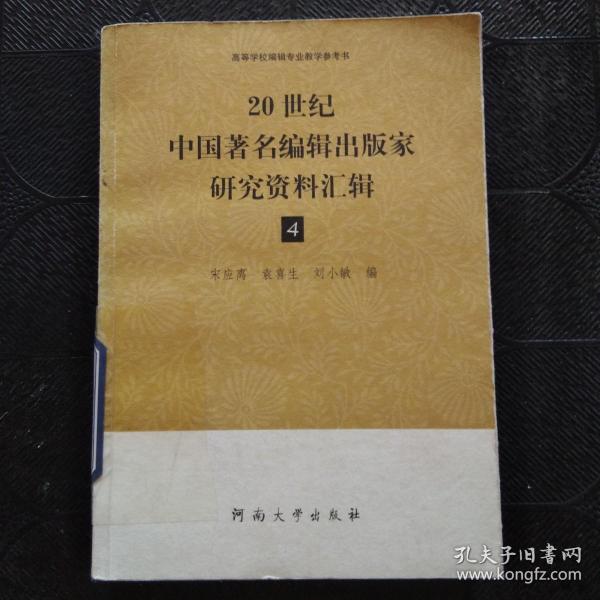 高等学校编辑专业教学参考书
20世纪
中国著名编辑出版家
研究资料汇辑
4
宋应离 袁喜生 刘小敏 编
河南大学出版社
孔夫子旧书网
www.kongfz.com